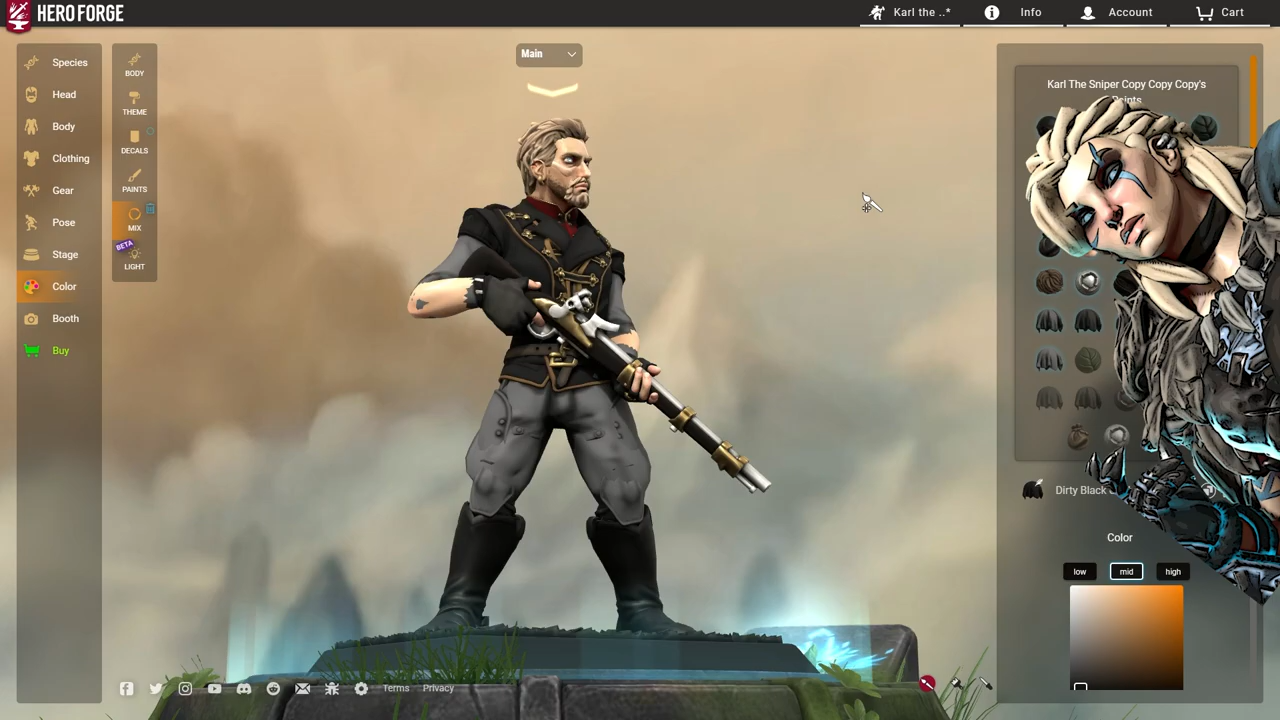 HERO FORGE
Karl the ..*
Info
Account
Cart
Species
Head
Body
Clothing
Gear
Pose
Stage
Color
Booth
Buy
BODY
THEME
DECALS
PAINTS
MIX
BETA
LIGHT
Main
Karl The Sniper Copy Copy Copy's
Paints
Dirty Black
Color
low
mid
high
Terms
Privacy